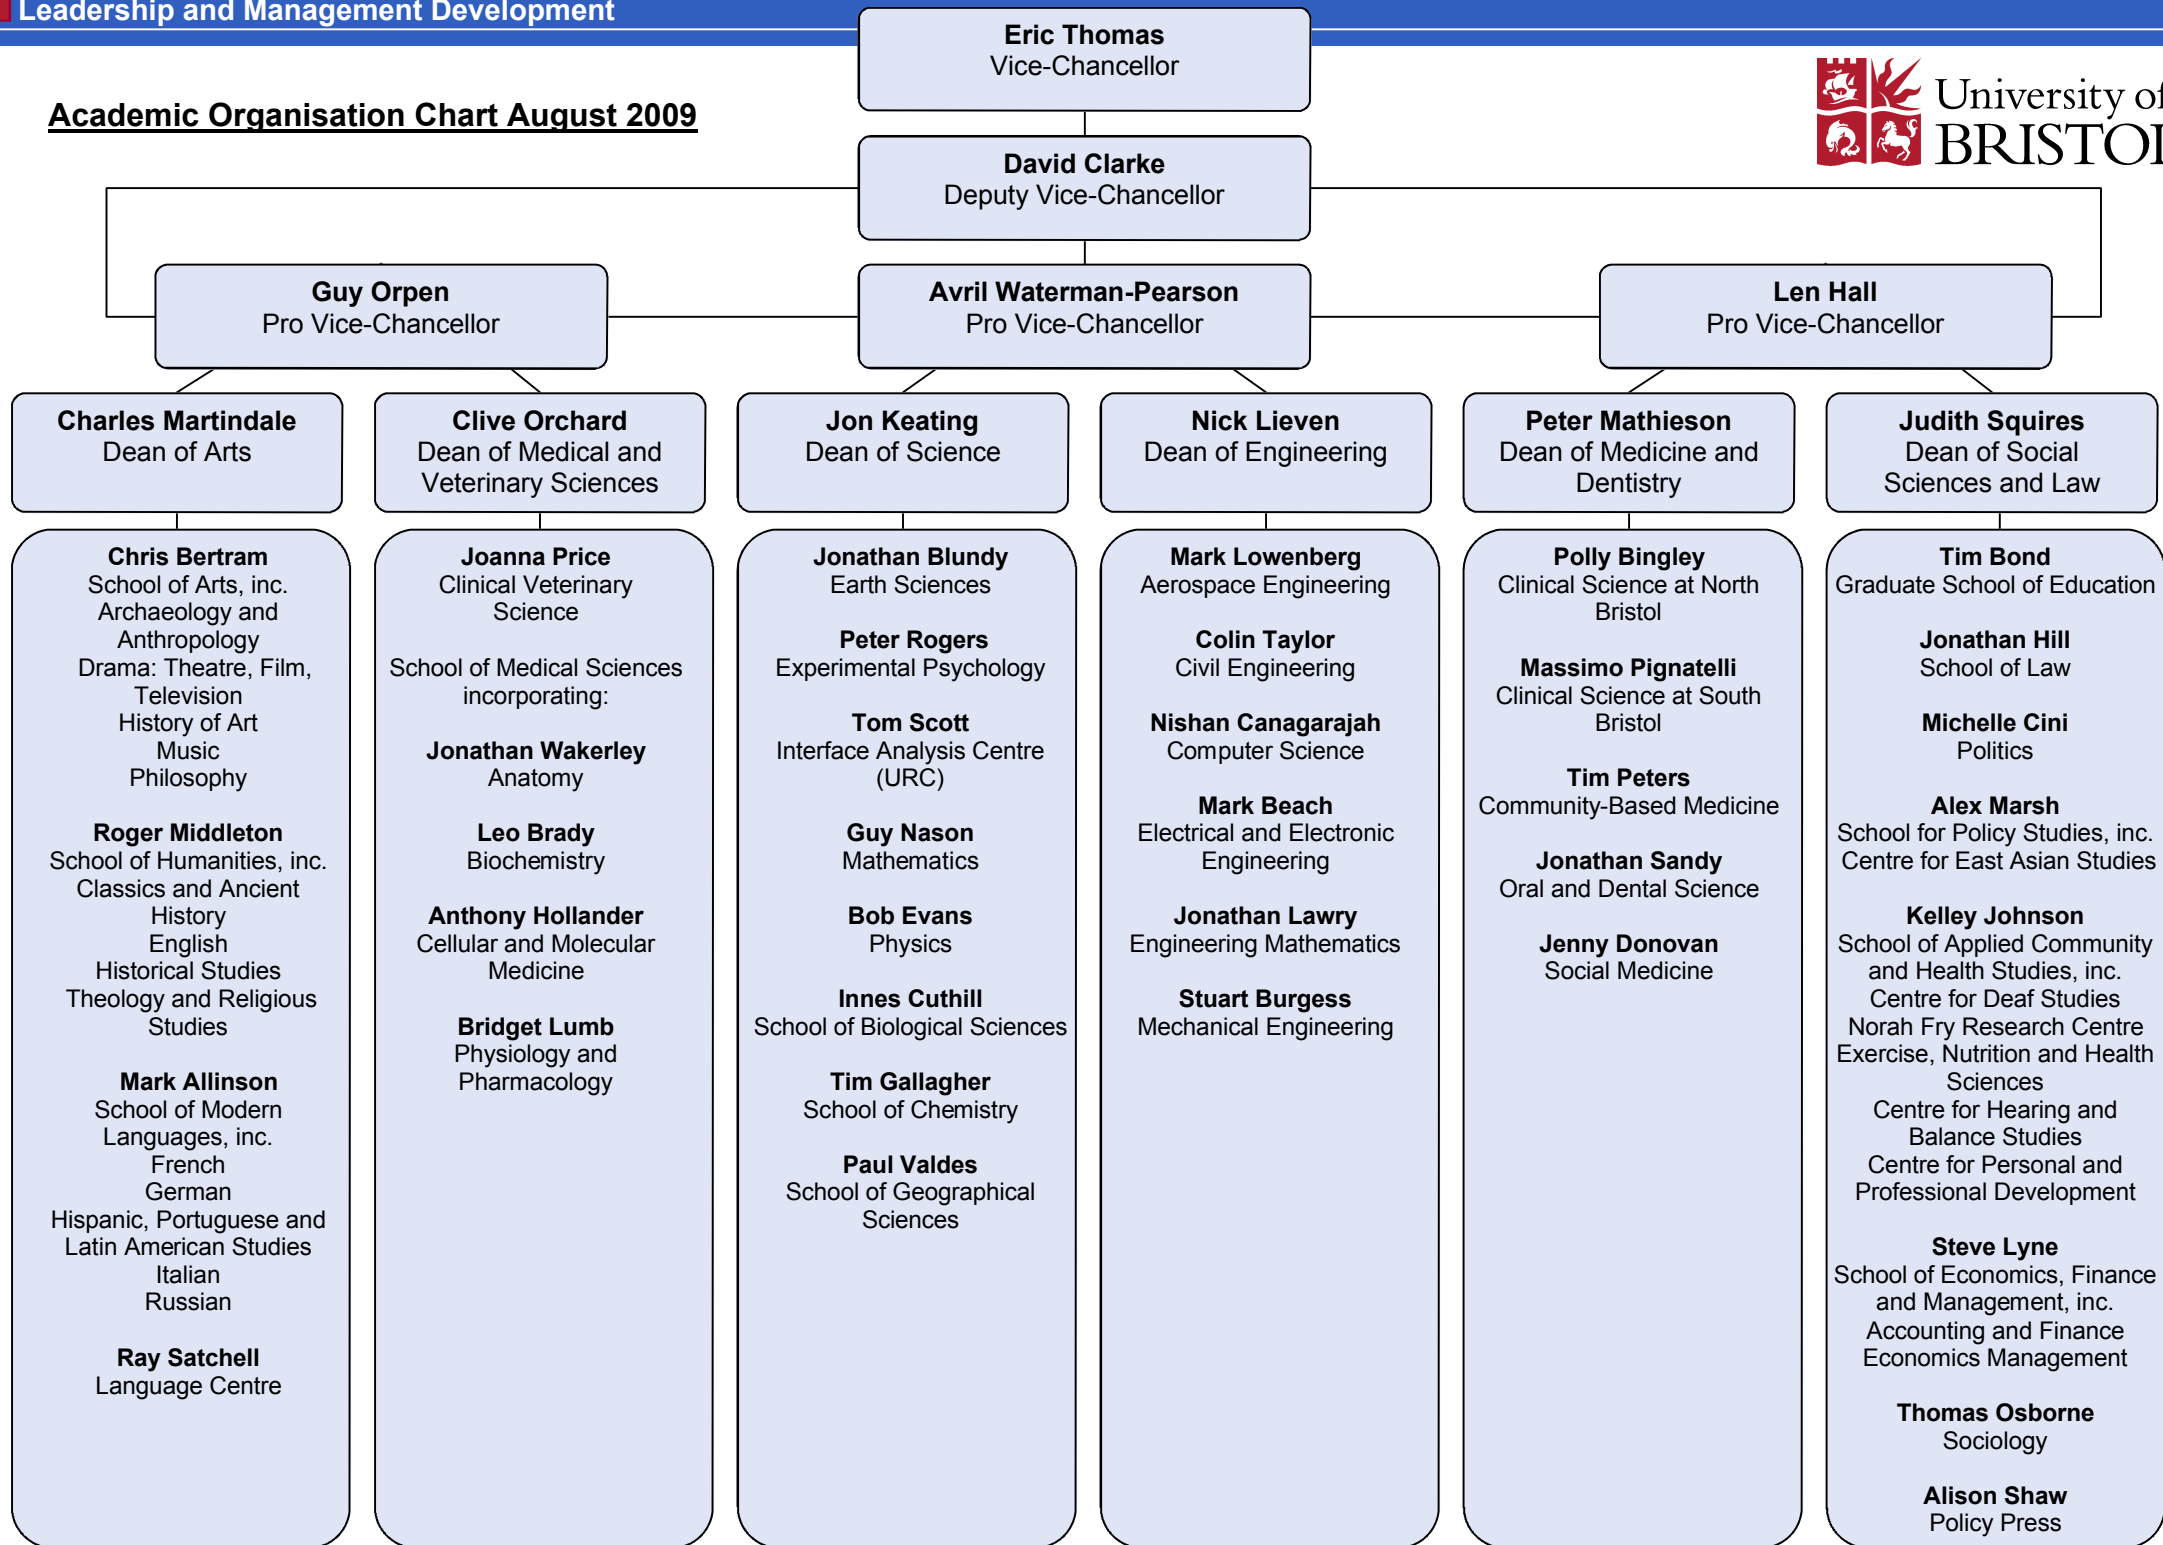 Leadership and Management Development
Eric Thomas
Vice-Chancellor
Academic Organisation Chart August 2009
University of
BRISTOL
David Clarke
Deputy Vice-Chancellor
Guy Orpen
Pro Vice-Chancellor
Avril Waterman-Pearson
Pro Vice-Chancellor
Len Hall
Pro Vice-Chancellor
Charles Martindale
Dean of Arts
Clive Orchard
Dean of Medical and
Veterinary Sciences
Jon Keating
Dean of Science
Nick Lieven
Dean of Engineering
Peter Mathieson
Dean of Medicine and
Dentistry
Judith Squires
Dean of Social
Sciences and Law
Chris Bertram
School of Arts, inc.
Archaeology and
Anthropology
Drama: Theatre, Film,
Television
History of Art
Music
Philosophy
Roger Middleton
School of Humanities, inc.
Classics and Ancient
History
English
Historical Studies
Theology and Religious
Studies
Mark Allinson
School of Modern
Languages, inc.
French
German
Hispanic, Portuguese and
Latin American Studies
Italian
Russian
Ray Satchell
Language Centre
Joanna Price
Clinical Veterinary
Science
School of Medical Sciences
incorporating:
Jonathan Wakerley
Anatomy
Leo Brady
Biochemistry
Anthony Hollander
Cellular and Molecular
Medicine
Bridget Lumb
Physiology and
Pharmacology
Jonathan Blundy
Earth Sciences
Peter Rogers
Experimental Psychology
Tom Scott
Interface Analysis Centre
(URC)
Guy Nason
Mathematics
Bob Evans
Physics
Innes Cuthill
School of Biological Sciences
Tim Gallagher
School of Chemistry
Paul Valdes
School of Geographical
Sciences
Mark Lowenberg
Aerospace Engineering
Colin Taylor
Civil Engineering
Nishan Canagarajah
Computer Science
Mark Beach
Electrical and Electronic
Engineering
Jonathan Lawry
Engineering Mathematics
Stuart Burgess
Mechanical Engineering
Polly Bingley
Clinical Science at North
Bristol
Massimo Pignatelli
Clinical Science at South
Bristol
Tim Peters
Community-Based Medicine
Jonathan Sandy
Oral and Dental Science
Jenny Donovan
Social Medicine
Tim Bond
Graduate School of Education
Jonathan Hill
School of Law
Michelle Cini
Politics
Alex Marsh
School for Policy Studies, inc.
Centre for East Asian Studies
Kelley Johnson
School of Applied Community
and Health Studies, inc.
Centre for Deaf Studies
Norah Fry Research Centre
Exercise, Nutrition and Health
Sciences
Centre for Hearing and
Balance Studies
Centre for Personal and
Professional Development
Steve Lyne
School of Economics, Finance
and Management, inc.
Accounting and Finance
Economics Management
Thomas Osborne
Sociology
Alison Shaw
Policy Press